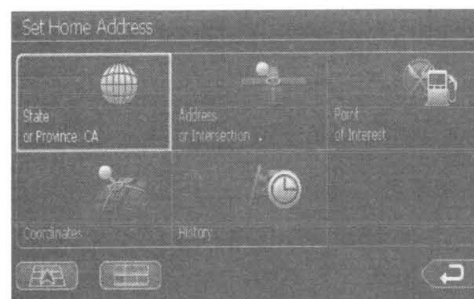 Set Home Address
State
or Province CA
Address
or Intersection .
Point
of Interest
Coordinates
History